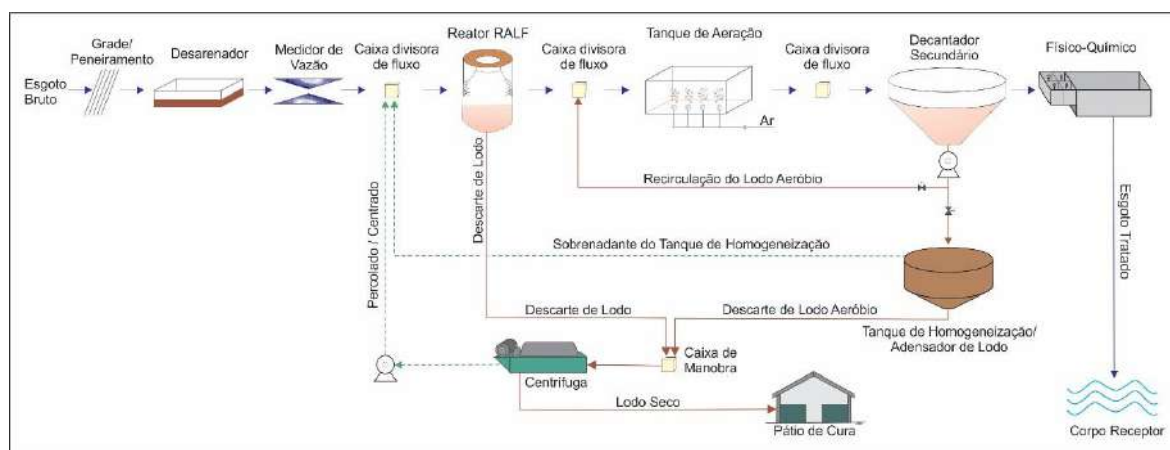 Grade/
Peneiramento
Desarenador
Medidor de
Vazão
Caixa divisora
de fluxo
Reator RALF
Caixa divisora
de fluxo
Tanque de Aeração
Caixa divisora
de fluxo
Decantador
Secundário
Físico-Químico
Esgoto
Bruto
Ar
Descarte de Lodo
Recirculação do Lodo Aeróbio
Esgoto Tratado
Percolado / Centrado
Sobrenadante do Tanque de Homogeneização
Descarte de Lodo
Descarte de Lodo Aeróbio
Tanque de Homogeneização/
Adensador de Lodo
Caixa de
Manobra
Centrífuga
Lodo Seco
Pátio de Cura
Corpo Receptor